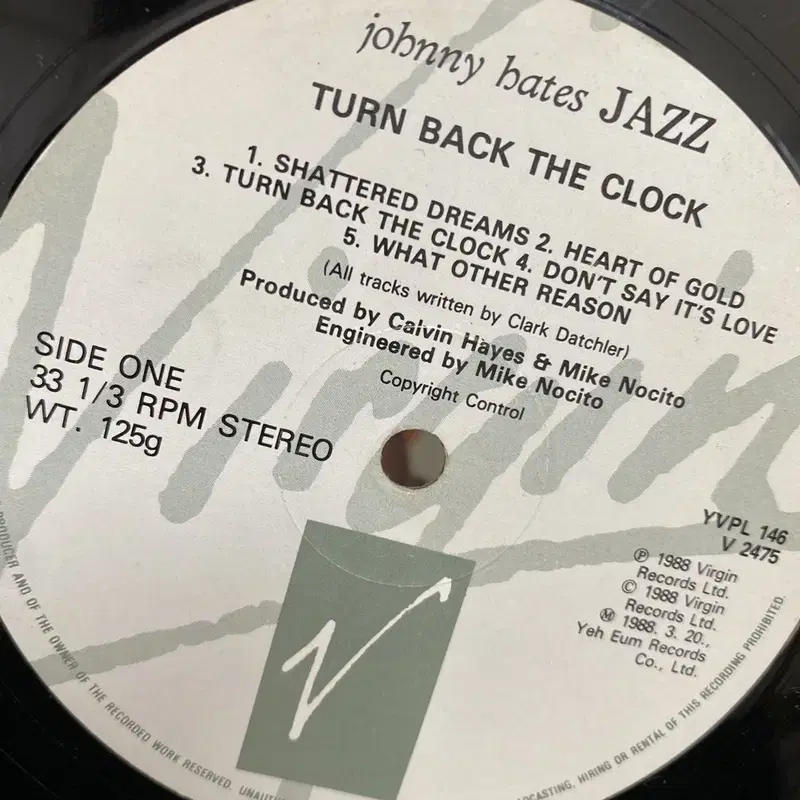 johnny hates JAZZ
TURN BACK THE CLOCK
1. SHATTERED DREAMS 2. HEART OF GOLD
3. TURN BACK THE CLOCK 4. DON'T SAY IT'S LOVE
5. WHAT OTHER REASON
(All tracks written by Clark Datchler)
Produced by Calvin Hayes & Mike Nocito
Engineered by Mike Nocito
Copyright Control
SIDE ONE
33 1/3 RPM STEREO
WT. 125g
Virgin
YVPL 146
V 2475
Ⓟ 1988 Virgin
Records Ltd.
© 1988 Virgin
Records Ltd.
Ⓜ 1988. 3. 20.,
Yeh Eum Records
Co., Ltd.
V
PRODUCER AND OF THE OWNER OF THE RECORDED WORK RESERVED.
HIRING OR RENTAL OF THIS RECORDING PROHIBITED.